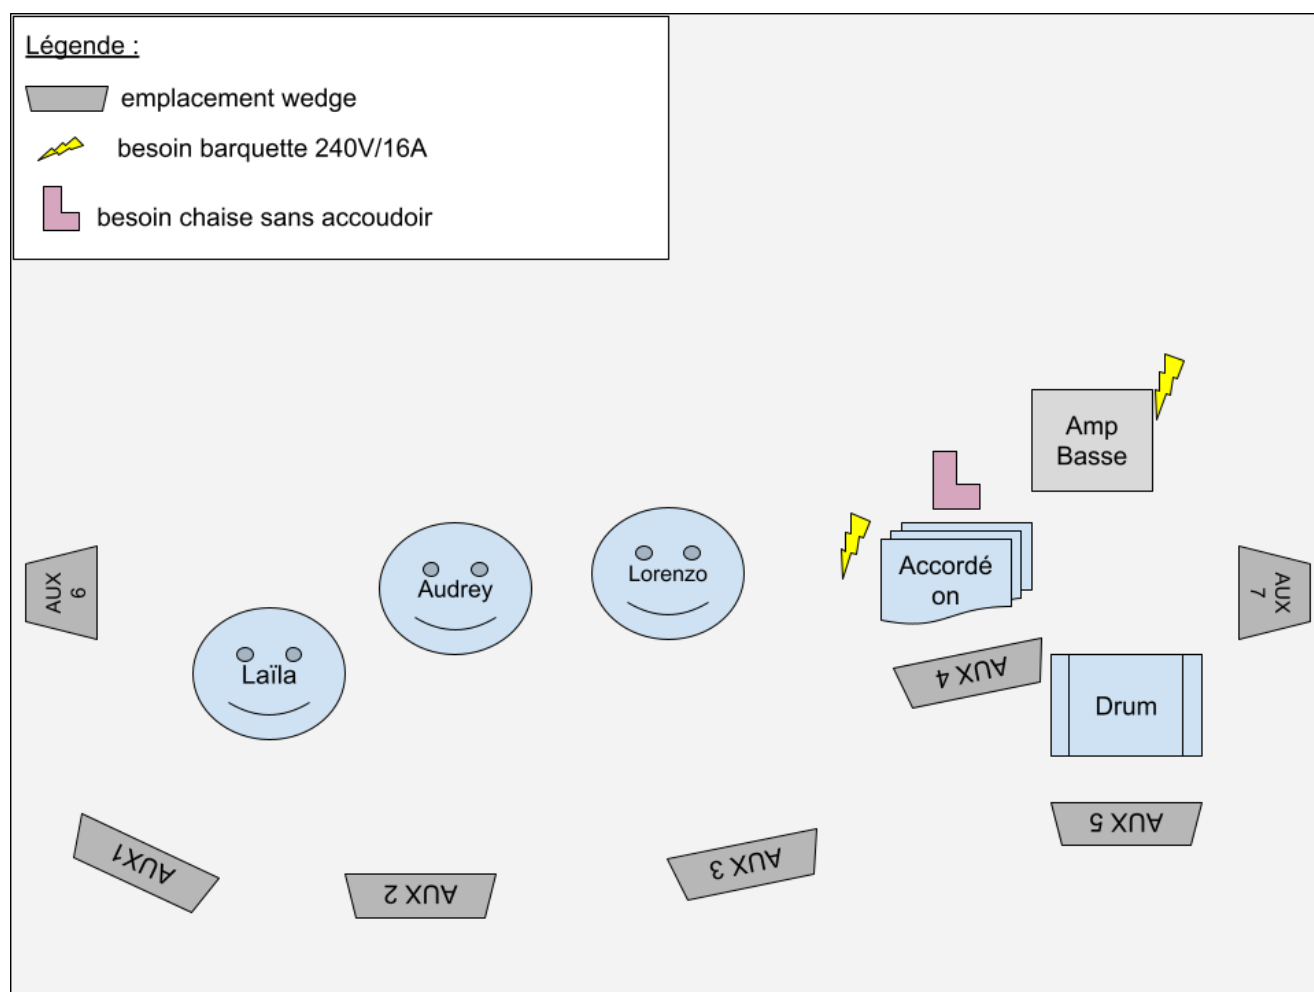 Légende :
emplacement wedge
besoin barquette 240V/16A
besoin chaise sans accoudoir
Amp
Basse
Accordé
on
Lorenzo
Audrey
Laïla
AUX
6
AUX
7
AUX 4
Drum
AUX 5
AUX1
AUX 2
AUX 3